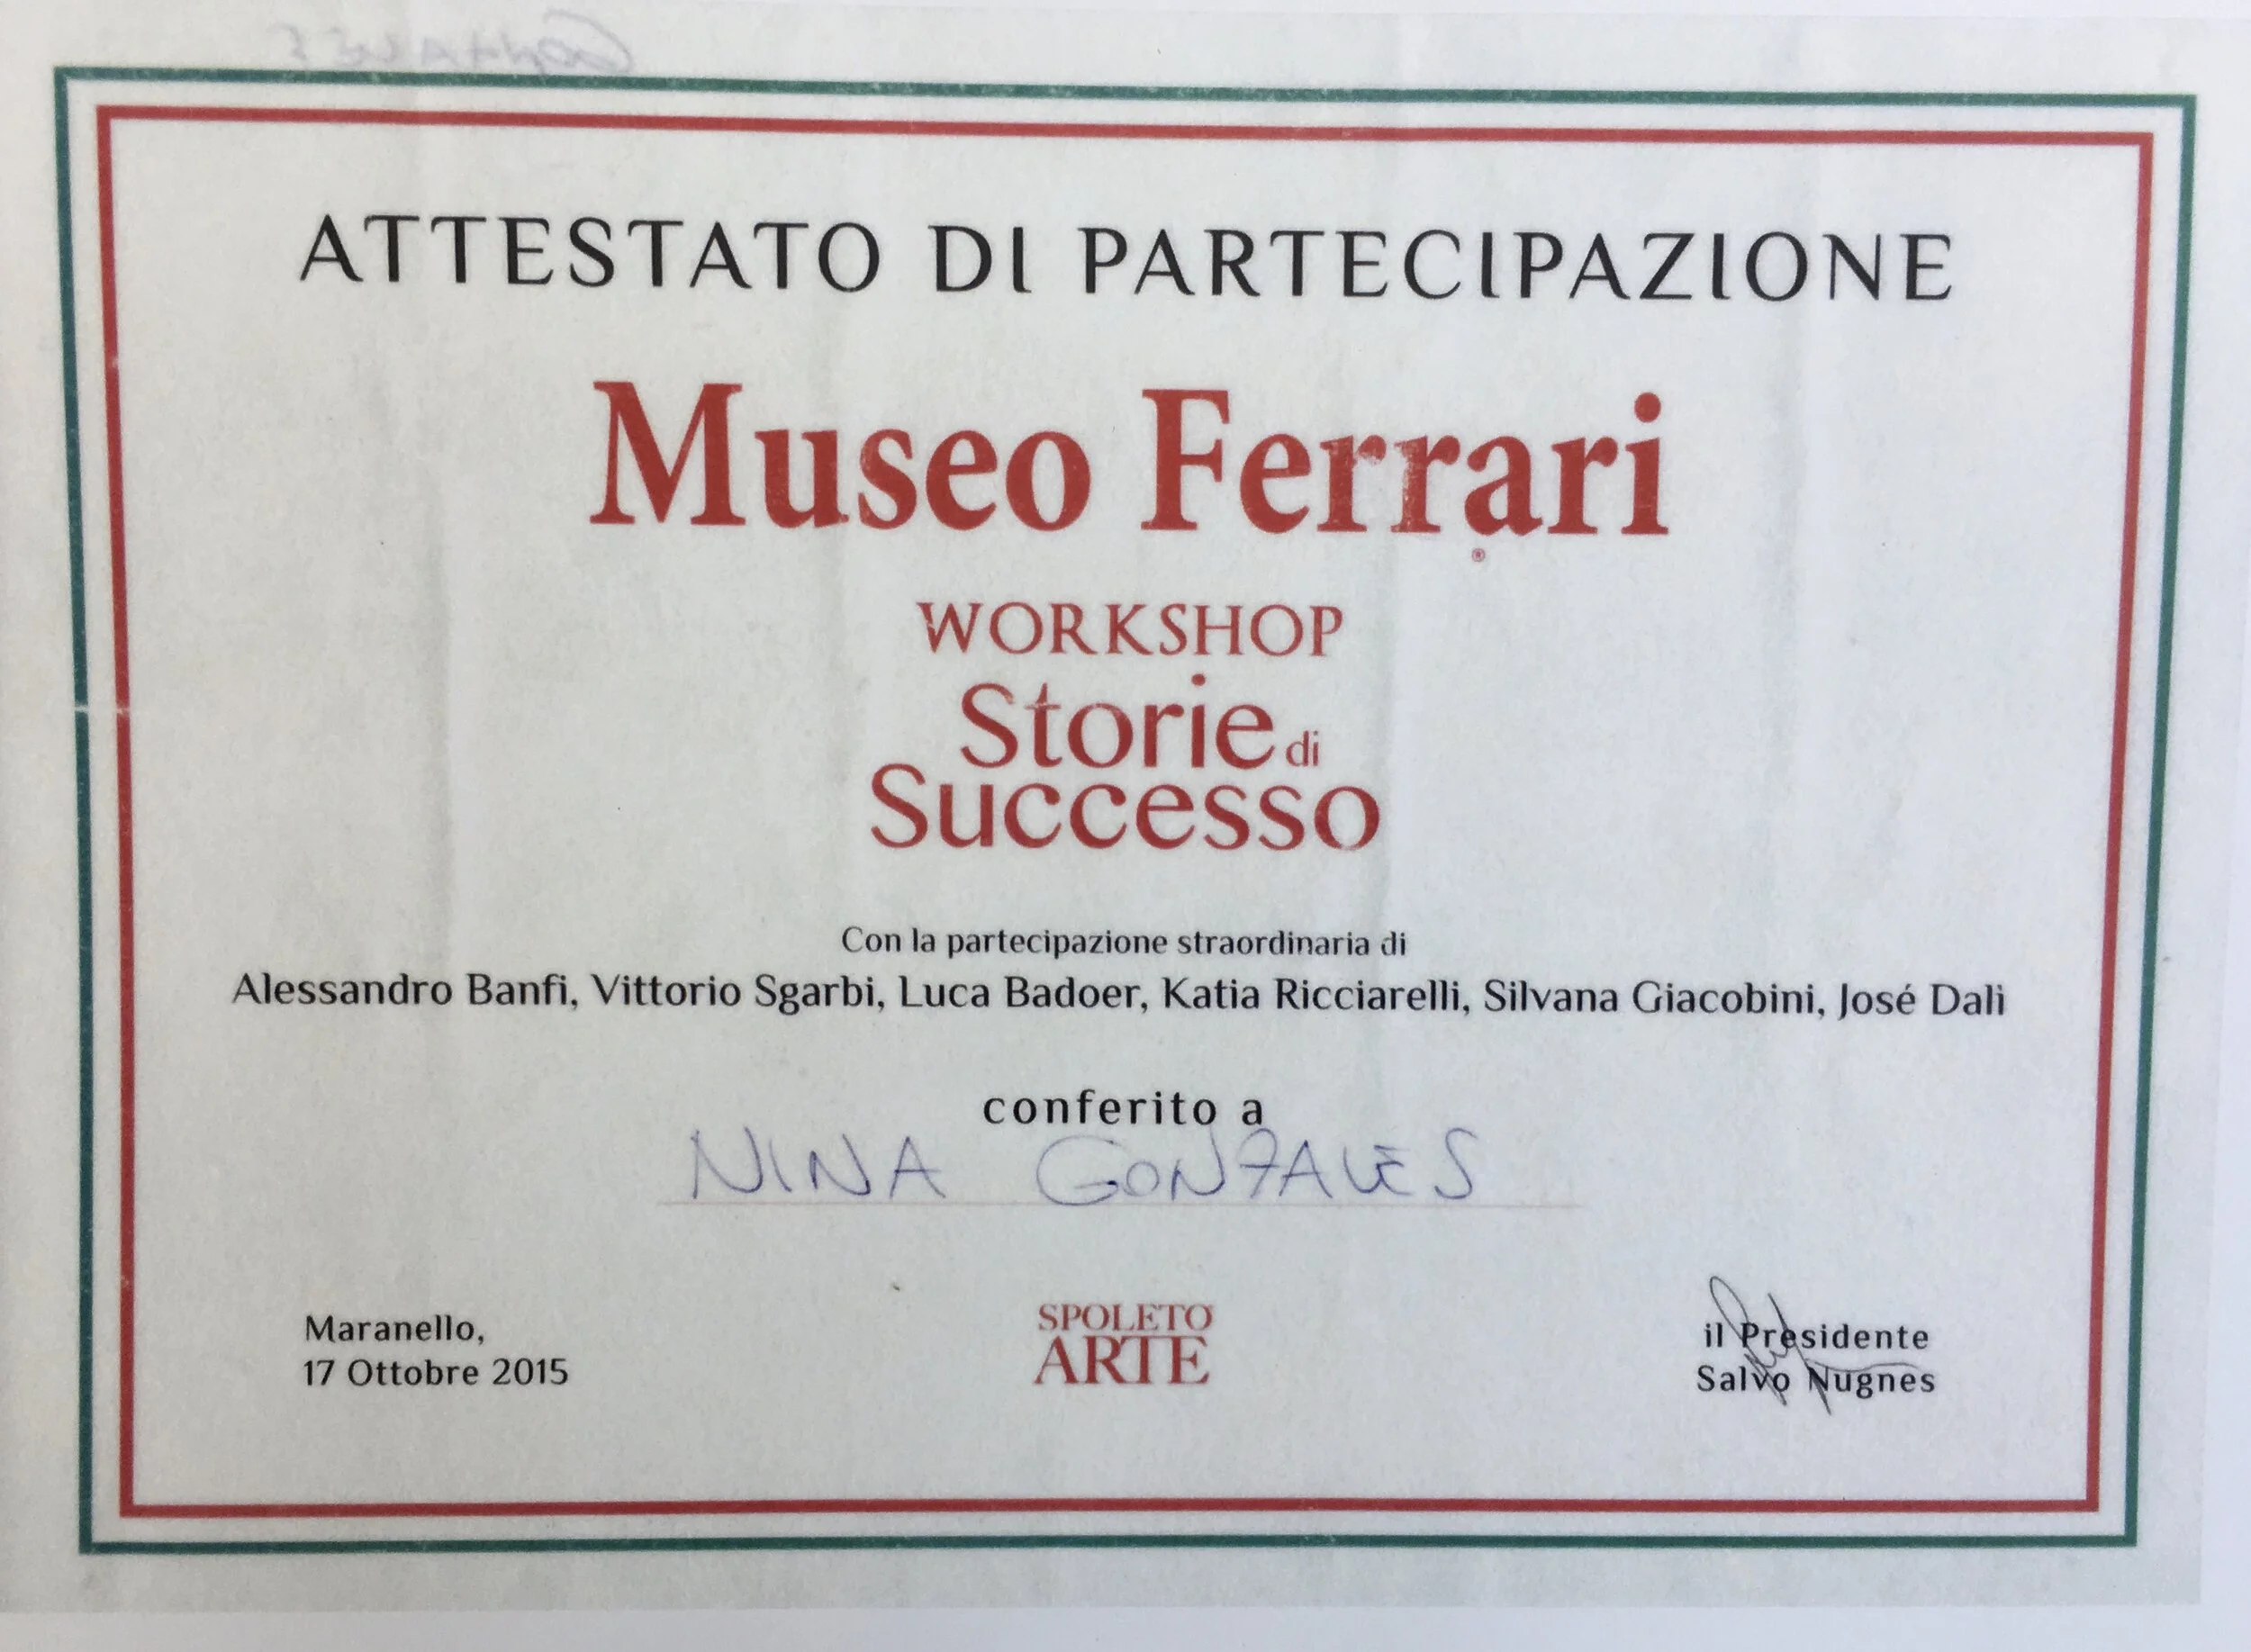 ATTESTATO DI PARTECIPAZIONE
Museo Ferrari
®
WORKSHOP
Storie di
Successo
Con la partecipazione straordinaria di
Alessandro Banfi, Vittorio Sgarbi, Luca Badoer, Katia Ricciarelli, Silvana Giacobini, José Dalì
conferito a
NINA GONZALES
Maranello,
17 Ottobre 2015
SPOLETO
ARTE
il Presidente
Salvo Nugnes